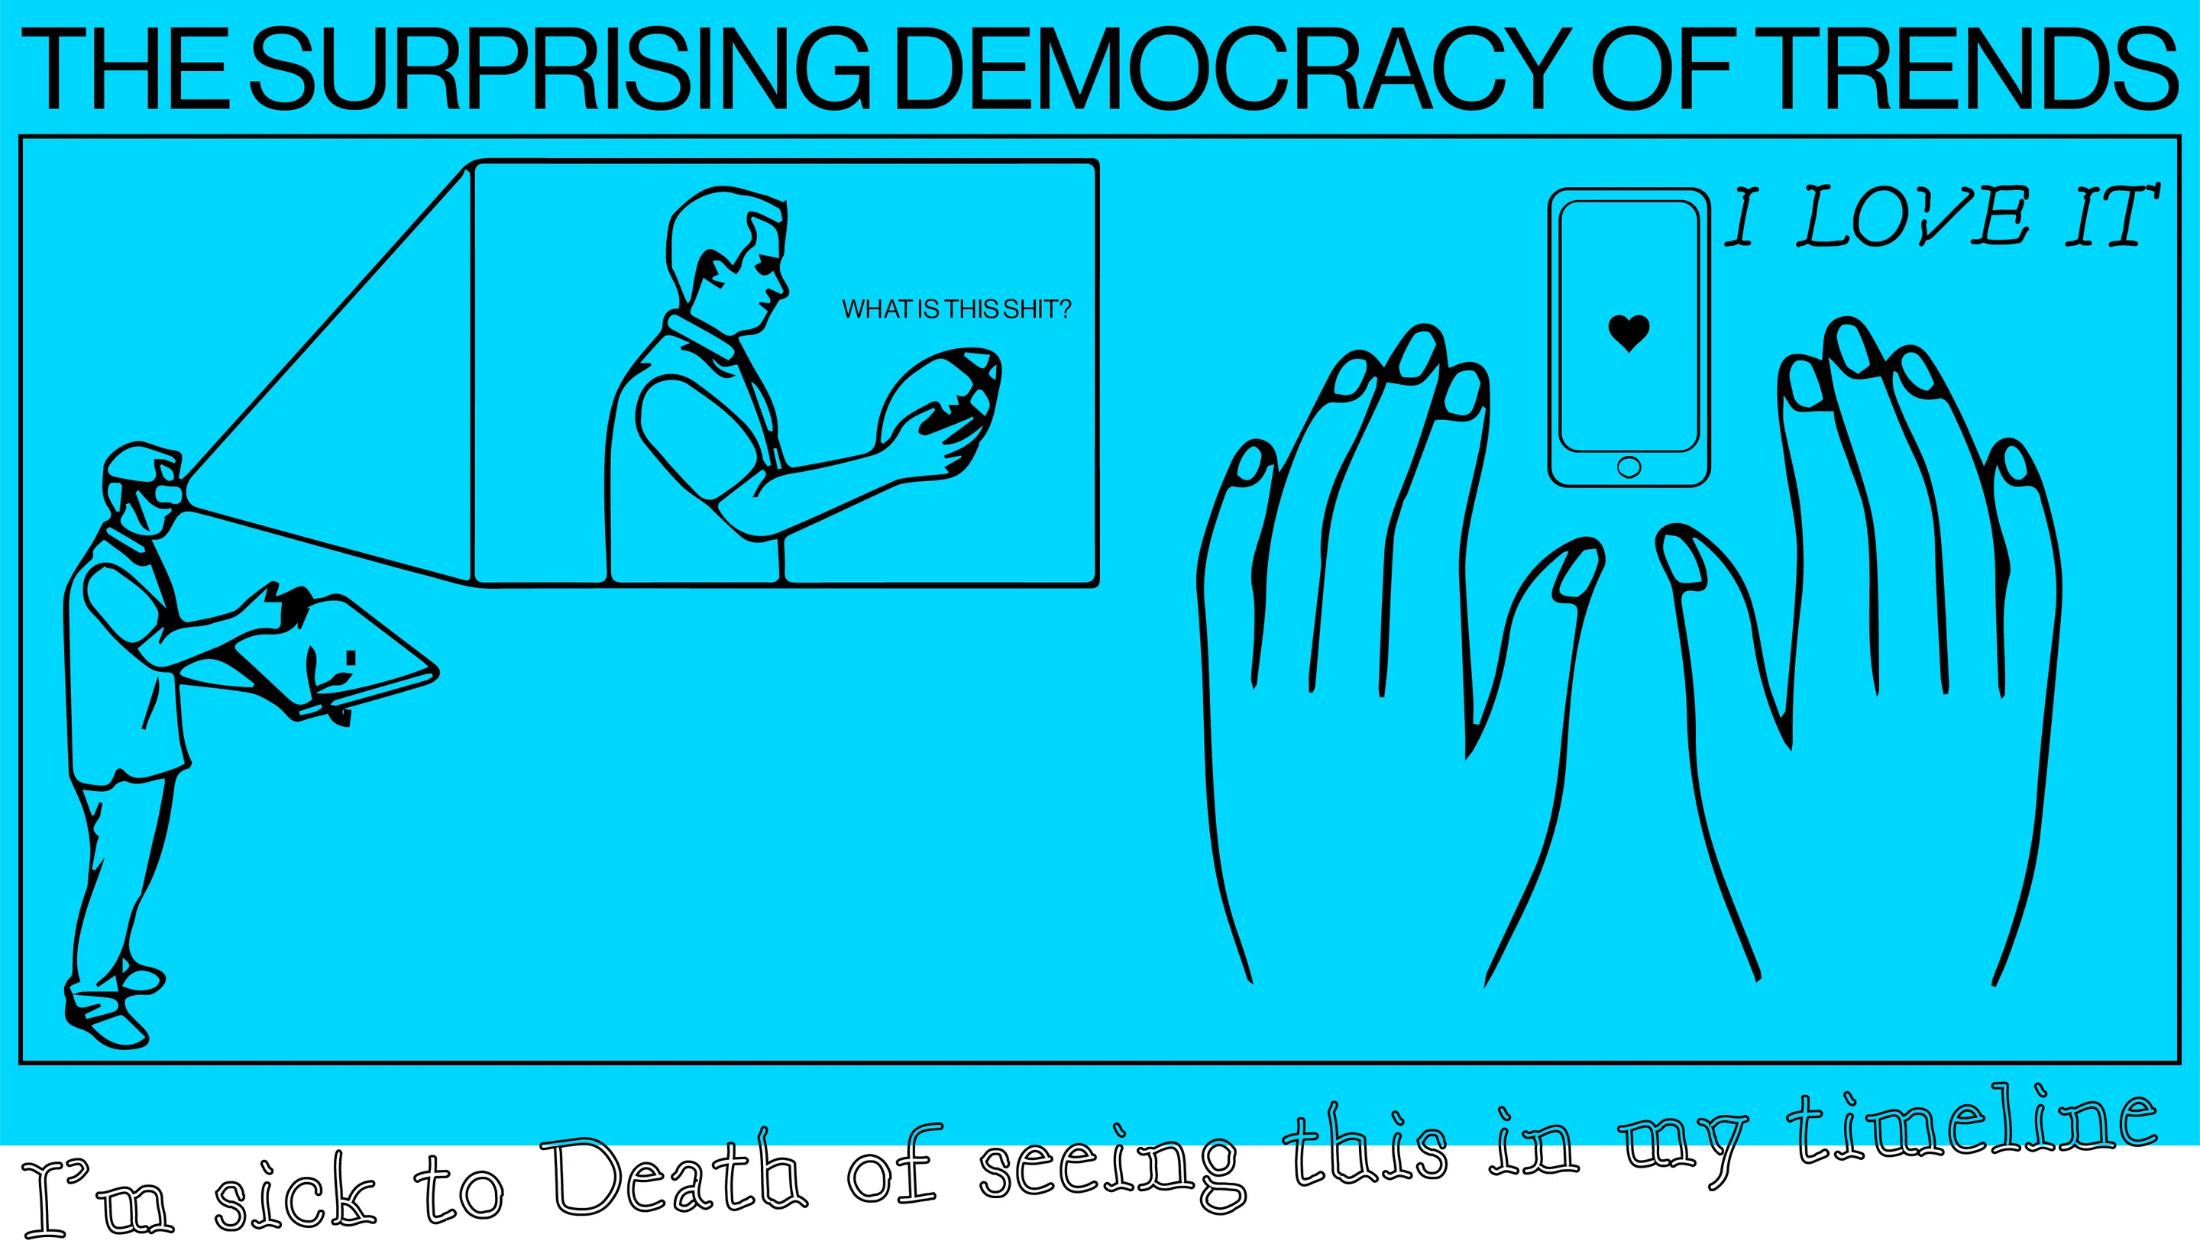 THE SURPRISING DEMOCRACY OF TRENDS
I LOVE IT
WHAT IS THIS SHIT?
I'm sick to Death of seeing this in my timeline